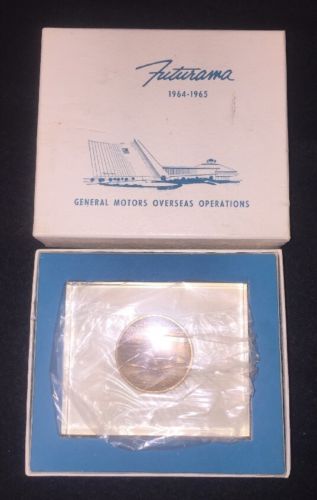 Futurama
1964-1965
GENERAL MOTORS OVERSEAS OPERATIONS